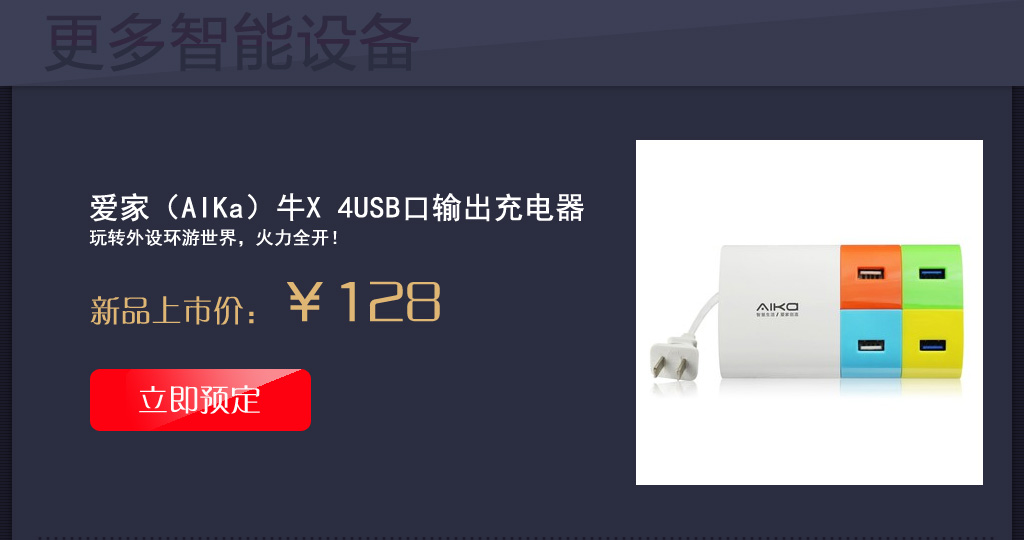 更多智能设备
爱家（AIKa）牛X 4USB口输出充电器
玩转外设环游世界，火力全开！
新品上市价：￥128
立即预定
AIKa